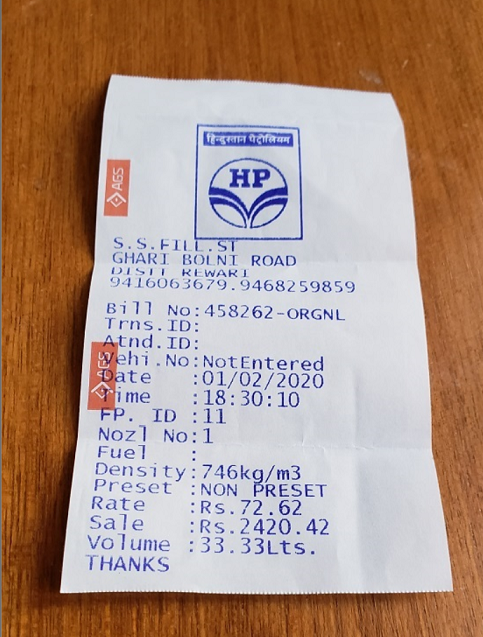 हिन्दुस्तान पेट्रोलियम
HP
AGS
S.S.FILL.ST
GHARI BOLNI ROAD
DISTT REWARI
9416063679.9468259859
Bill No:458262-ORGNL
Trns.ID:
Atnd.ID:
Vehi.No:NotEntered
AGS
Date :01/02/2020
Time :18:30:10
FP. ID :11
Nozl No:1
Fuel :
Density:746kg/m3
Preset :NON PRESET
Rate :Rs.72.62
Sale :Rs.2420.42
Volume :33.33Lts.
THANKS